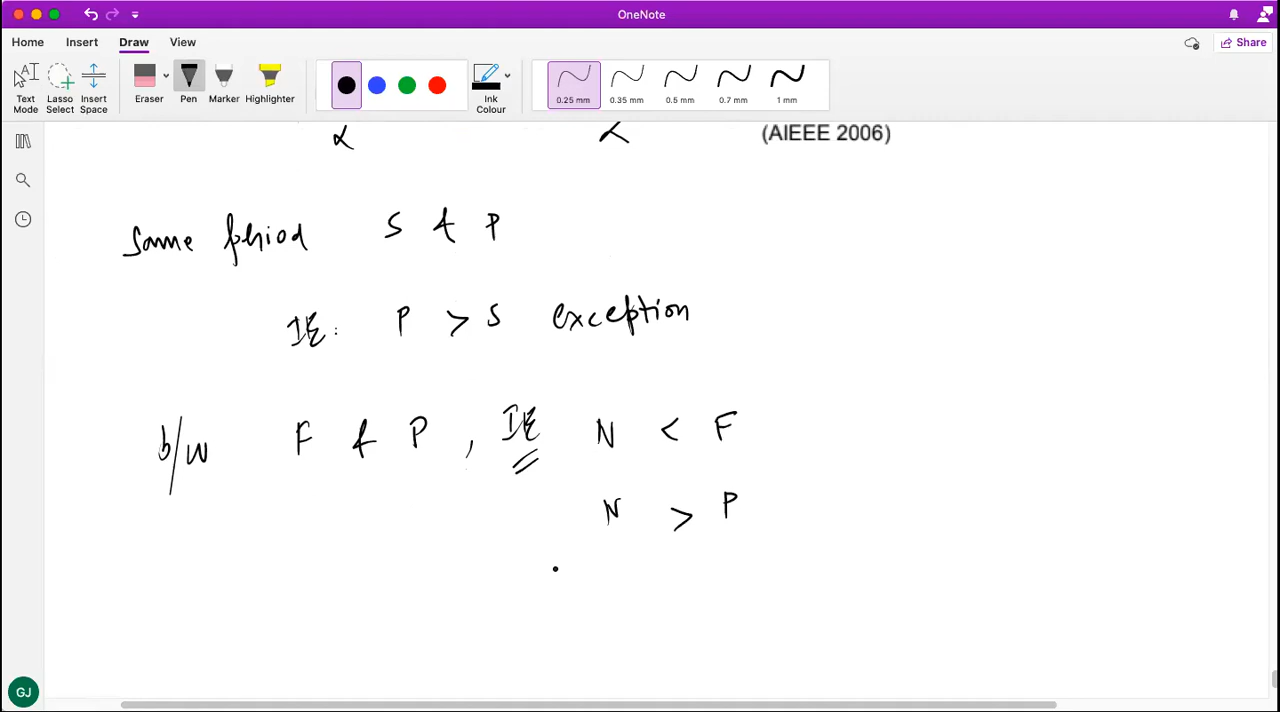 OneNote
Home Insert Draw View
Share
Text Mode Lasso Select Insert Space Eraser Pen Marker Highlighter Ink Colour 0.25 mm 0.35 mm 0.5 mm 0.7 mm 1 mm
α α (AIEEE 2006)
Same period S & P
IE: P > S exception
b/w F & P, IE N < F
N > P
GJ